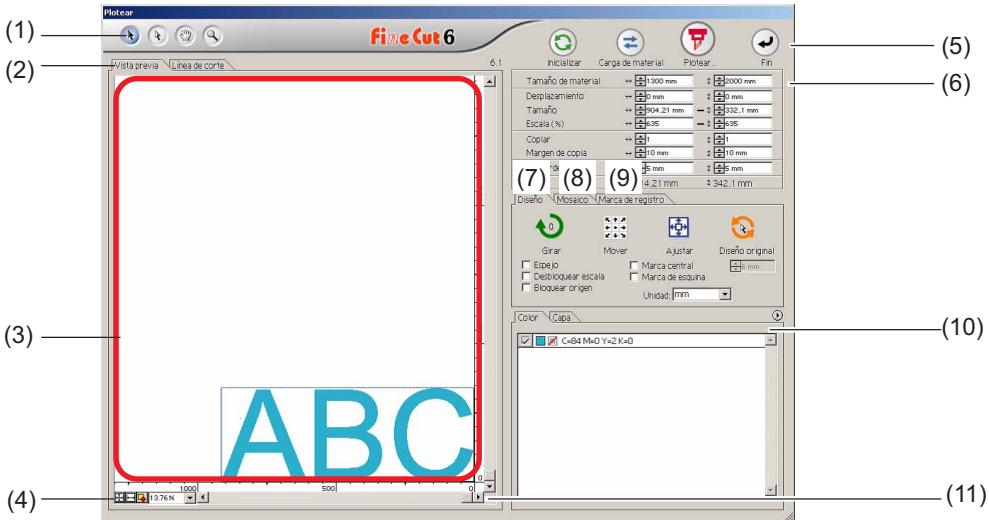 Plotear
(1)
FineCut 6
(5)
Inicializar Carga de material Plotear... Fin
(2)
Vista previa Línea de corte 6.1
(6)
Tamaño de material 1300 mm 2000 mm
Desplazamiento 0 mm 0 mm
Tamaño 904,21 mm 332,1 mm
Escala (%) 635 635
Copiar 1 1
Margen de copia 10 mm 10 mm
5 mm 5 mm
342,1 mm
(7) (8) (9)
Diseño Mosaico Marca de registro
0
Girar Mover Ajustar Diseño original
Espejo Marca central 6 mm
Desbloquear escala Marca de esquina
Bloquear origen Unidad: mm
Color Capa
(3)
(10)
C=84 M=0 Y=2 K=0
ABC
0
1000 500 0
(4)
13.76%
(11)